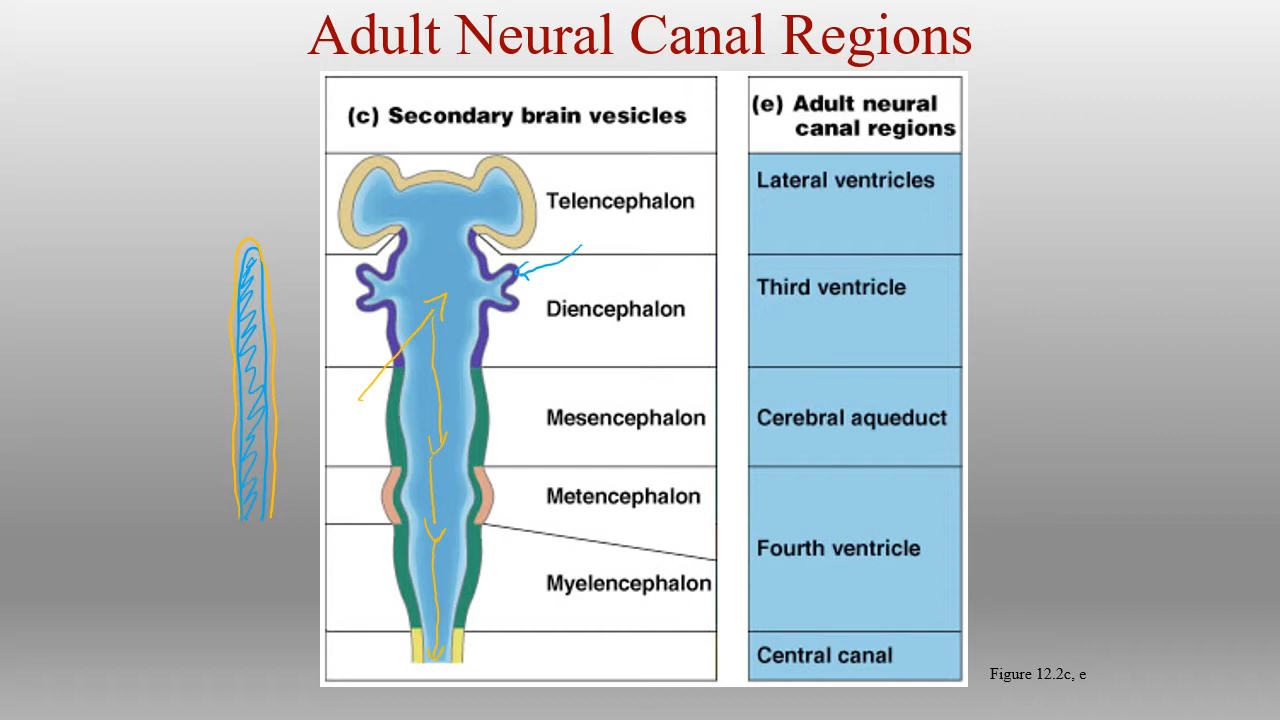 Adult Neural Canal Regions
(c) Secondary brain vesicles
Telencephalon
Diencephalon
Mesencephalon
Metencephalon
Myelencephalon
(e) Adult neural
canal regions
Lateral ventricles
Third ventricle
Cerebral aqueduct
Fourth ventricle
Central canal
Figure 12.2c, e